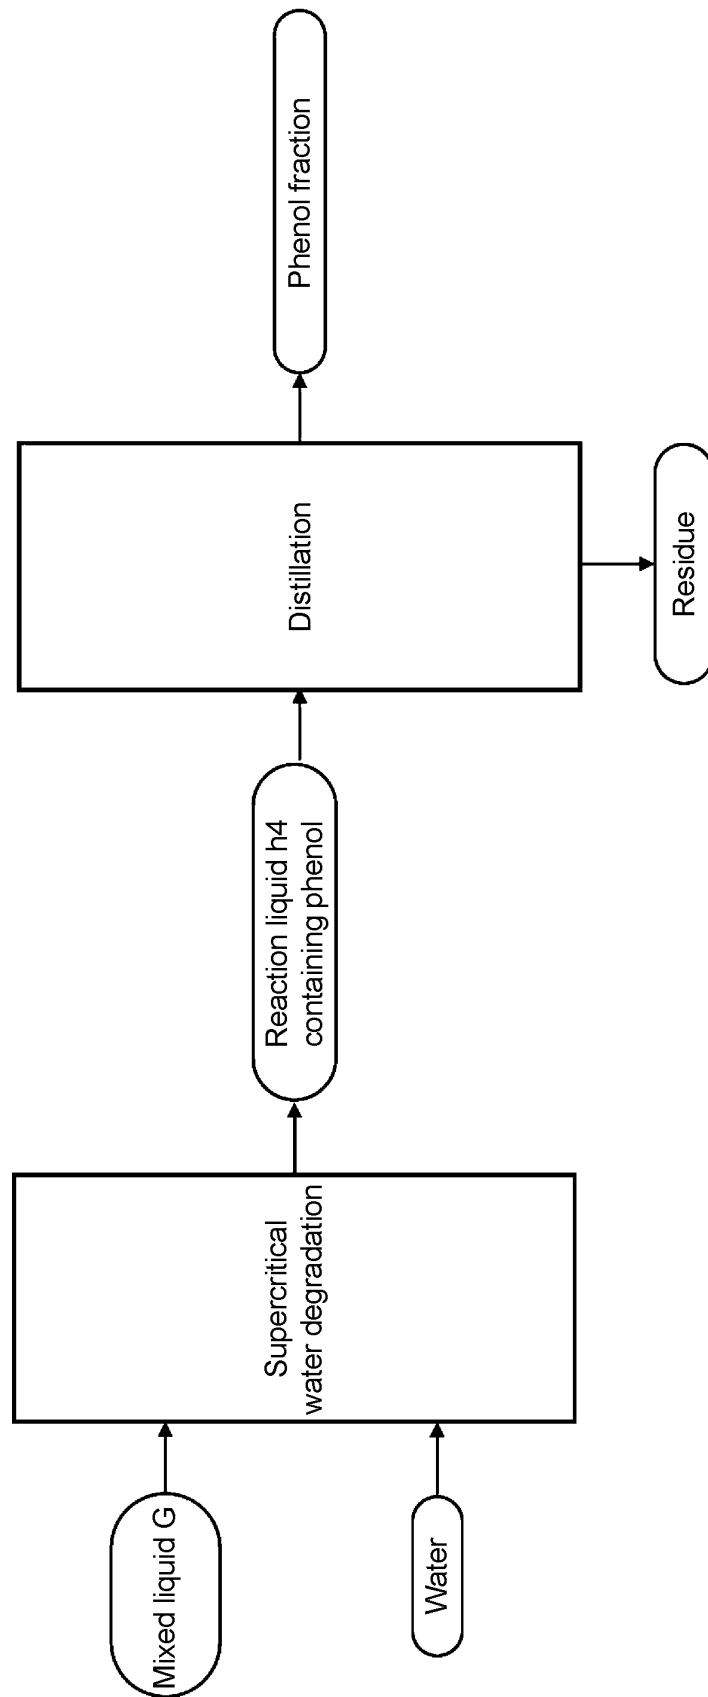 Mixed liquid G
Water
Supercritical
water degradation
Reaction liquid h4
containing phenol
Distillation
Residue
Phenol fraction